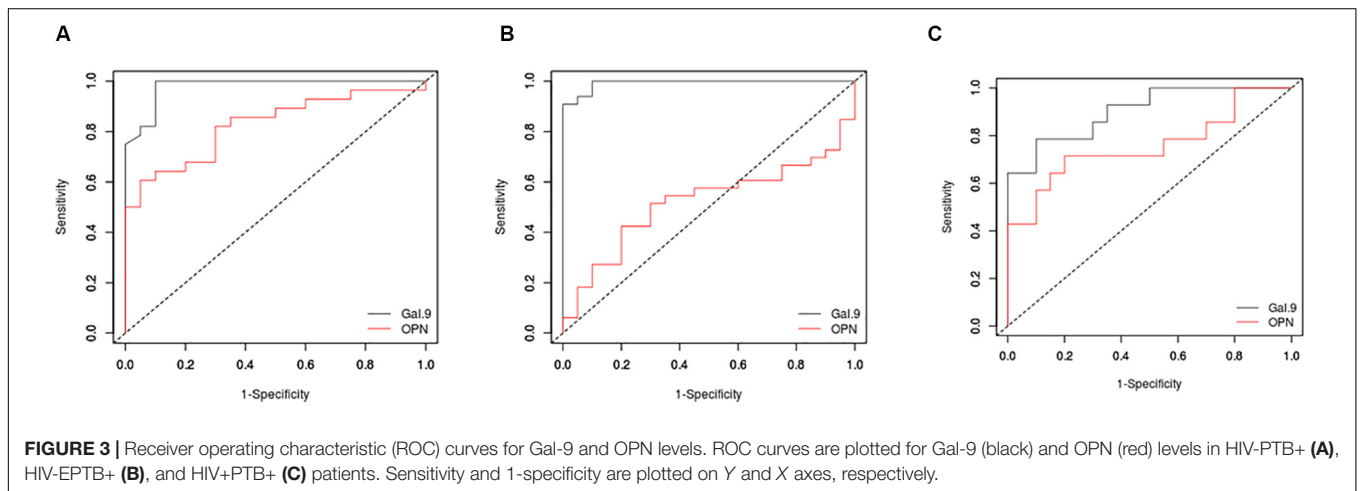 A
B
C
1.0
0.8
0.6
0.4
0.2
0.0
Sensitivity
Gal.9
OPN
0.0 0.2 0.4 0.6 0.8 1.0
1-Specificity
1.0
0.8
0.6
0.4
0.2
0.0
Sensitivity
Gal.9
OPN
0.0 0.2 0.4 0.6 0.8 1.0
1-Specificity
1.0
0.8
0.6
0.4
0.2
0.0
Sensitivity
Gal.9
OPN
0.0 0.2 0.4 0.6 0.8 1.0
1-Specificity
FIGURE 3 | Receiver operating characteristic (ROC) curves for Gal-9 and OPN levels. ROC curves are plotted for Gal-9 (black) and OPN (red) levels in HIV-PTB+ (A),
HIV-EPTB+ (B), and HIV+PTB+ (C) patients. Sensitivity and 1-specificity are plotted on Y and X axes, respectively.